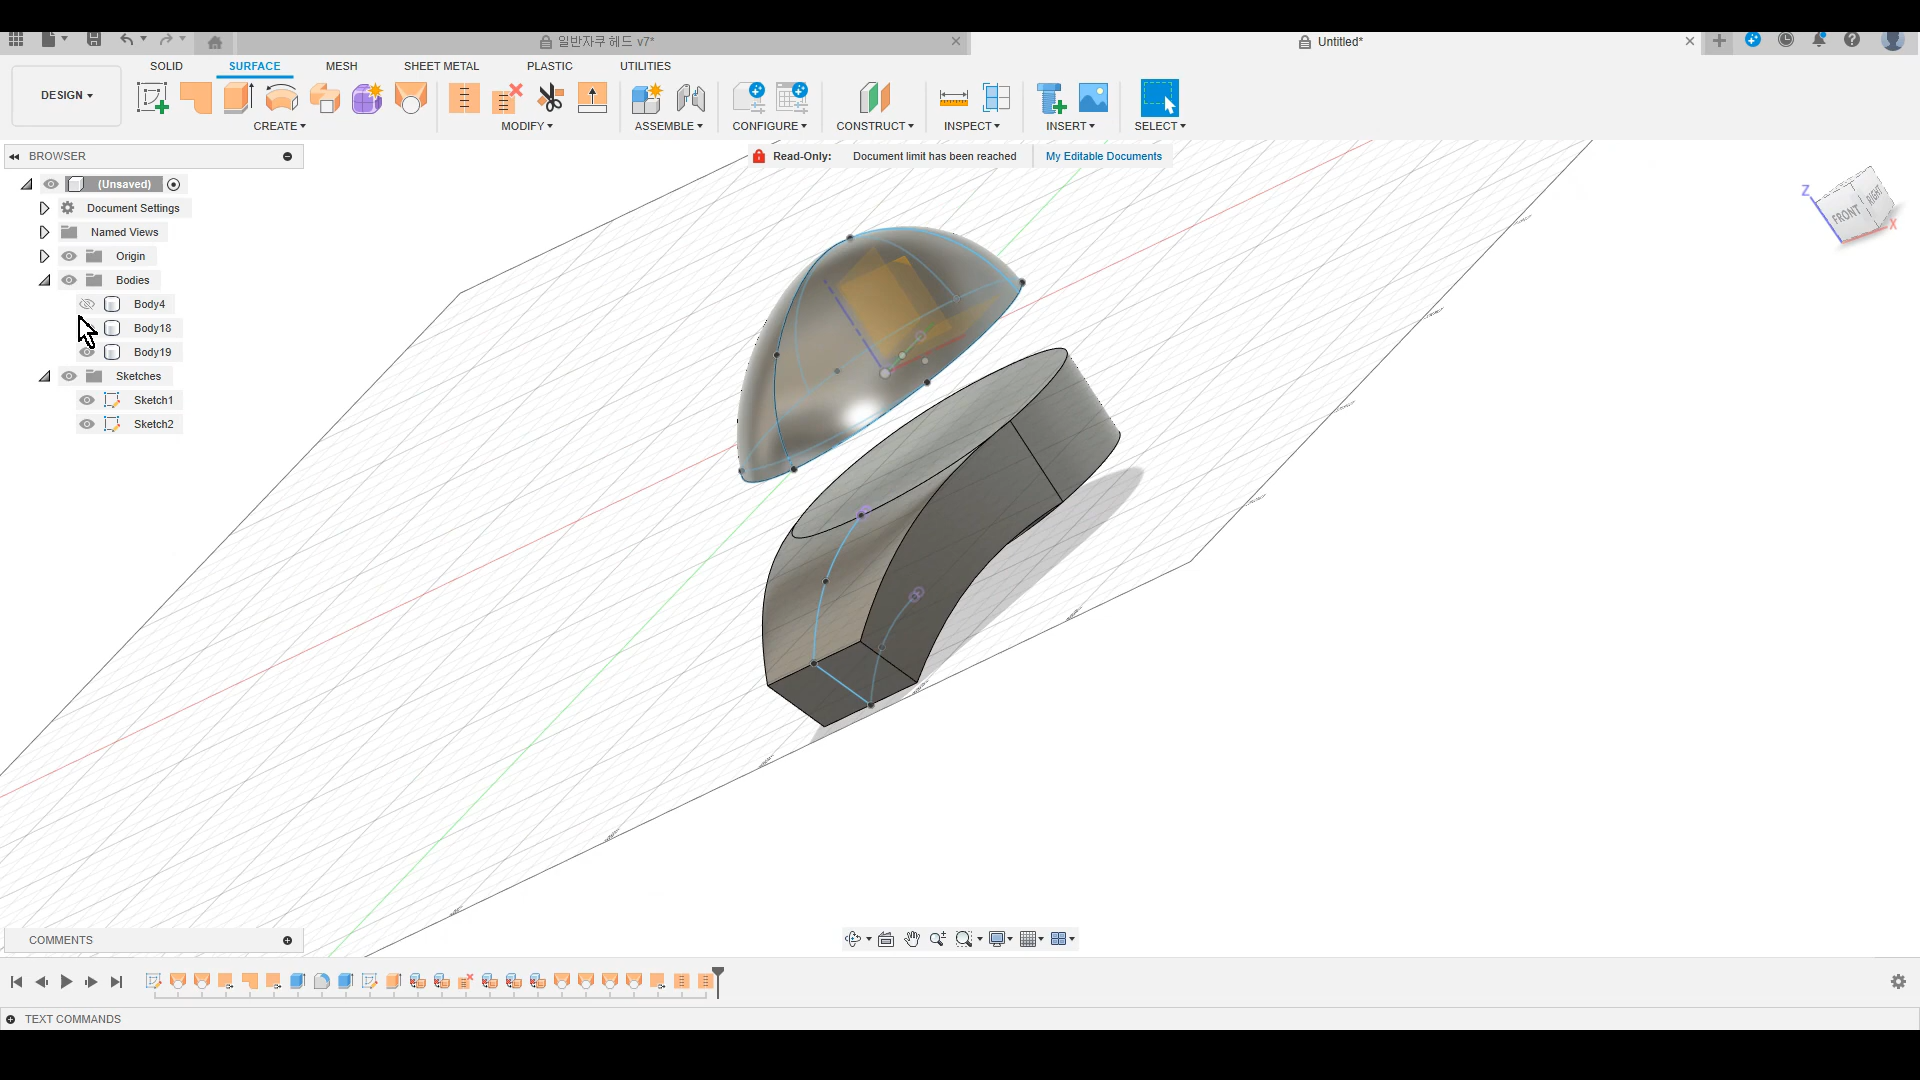 일반자쿠 헤드 v7*
Untitled*
DESIGN
SOLID
SURFACE
MESH
SHEET METAL
PLASTIC
UTILITIES
CREATE
MODIFY
ASSEMBLE
CONFIGURE
CONSTRUCT
INSPECT
INSERT
SELECT
BROWSER
Read-Only: Document limit has been reached My Editable Documents
(Unsaved)
Document Settings
Named Views
Origin
Bodies
Body4
Body18
Body19
Sketches
Sketch1
Sketch2
Z
FRONT
RIGHT
X
COMMENTS
TEXT COMMANDS